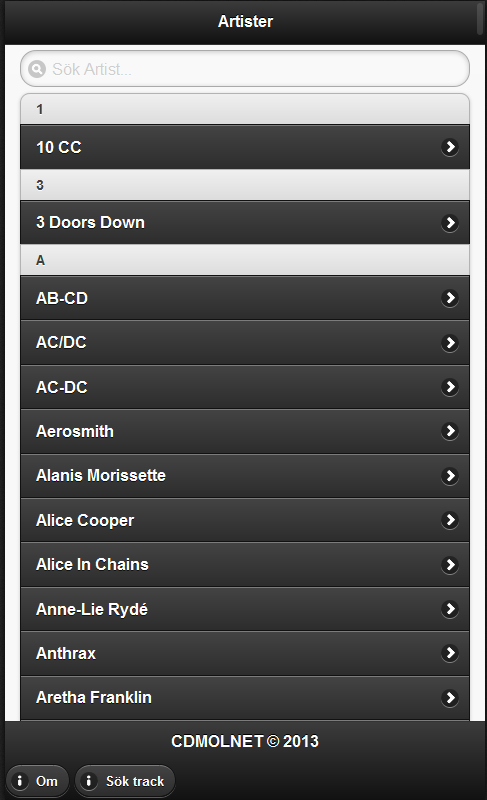 Artister
Sök Artist...
1
10 CC
3
3 Doors Down
A
AB-CD
AC/DC
AC-DC
Aerosmith
Alanis Morissette
Alice Cooper
Alice In Chains
Anne-Lie Rydé
Anthrax
Aretha Franklin
CDMOLNET © 2013
Om Sök track